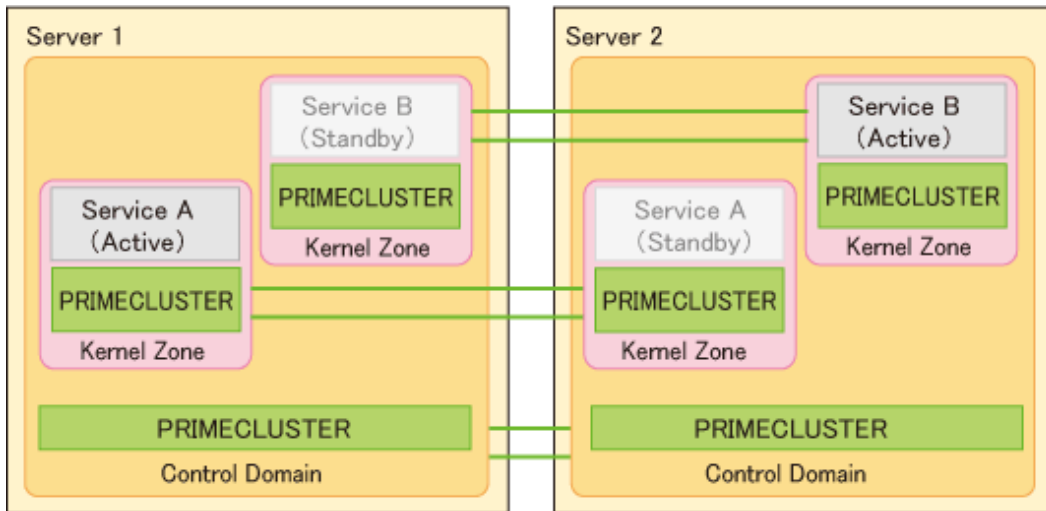 Server 1
Service B
(Standby)
PRIMECLUSTER
Kernel Zone
Service A
(Active)
PRIMECLUSTER
Kernel Zone
PRIMECLUSTER
Control Domain
Server 2
Service B
(Active)
PRIMECLUSTER
Kernel Zone
Service A
(Standby)
PRIMECLUSTER
Kernel Zone
PRIMECLUSTER
Control Domain